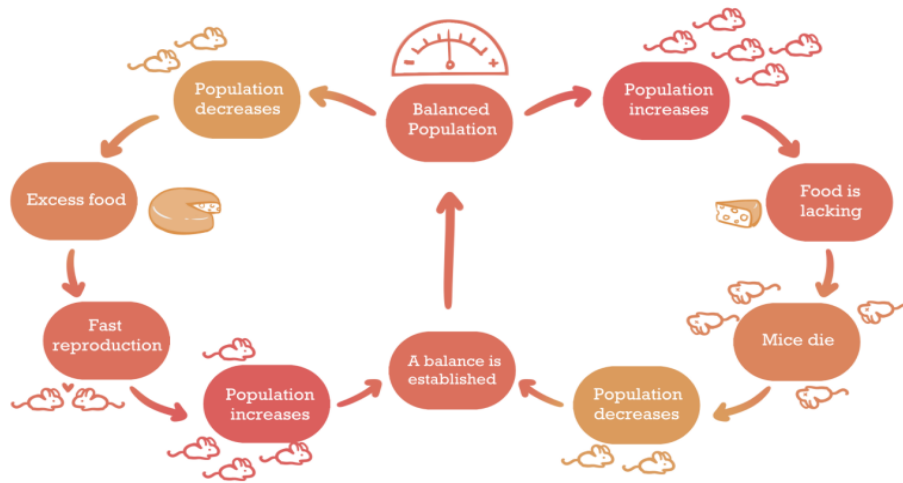 Population
decreases
-
+
Balanced
Population
Population
increases
Excess food
Food is
lacking
Fast
reproduction
Mice die
Population
increases
A balance is
established
Population
decreases